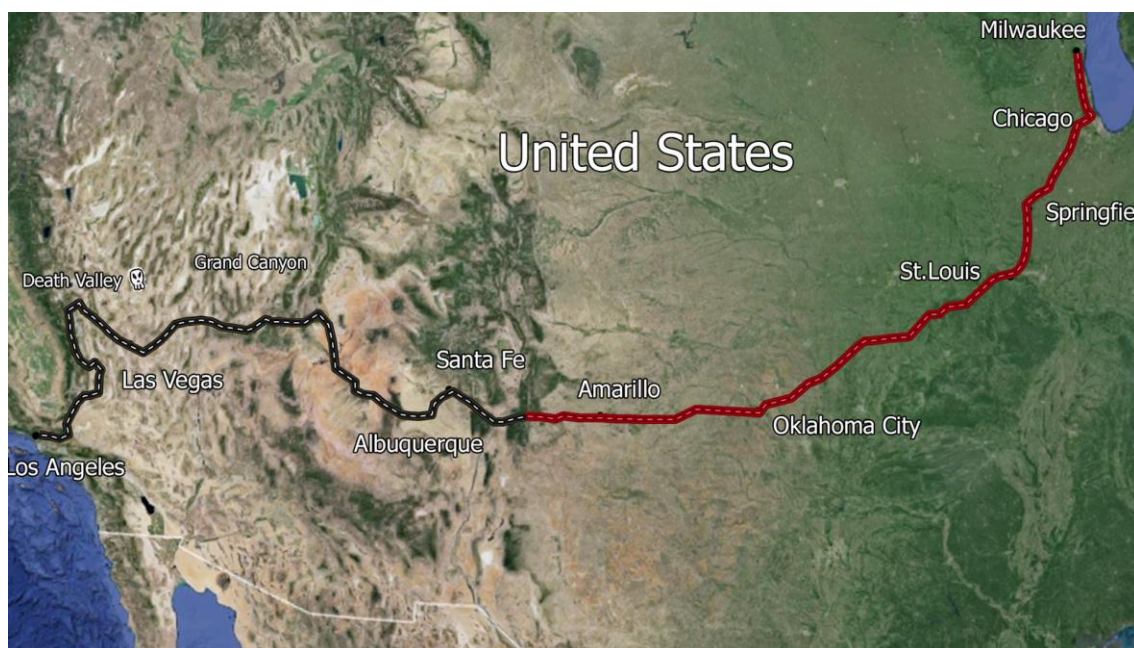 Milwaukee
Chicago
United States
Springfie
Grand Canyon
St.Louis
Death Valley
Santa Fe
Las Vegas
Amarillo
Oklahoma City
Albuquerque
Los Angeles